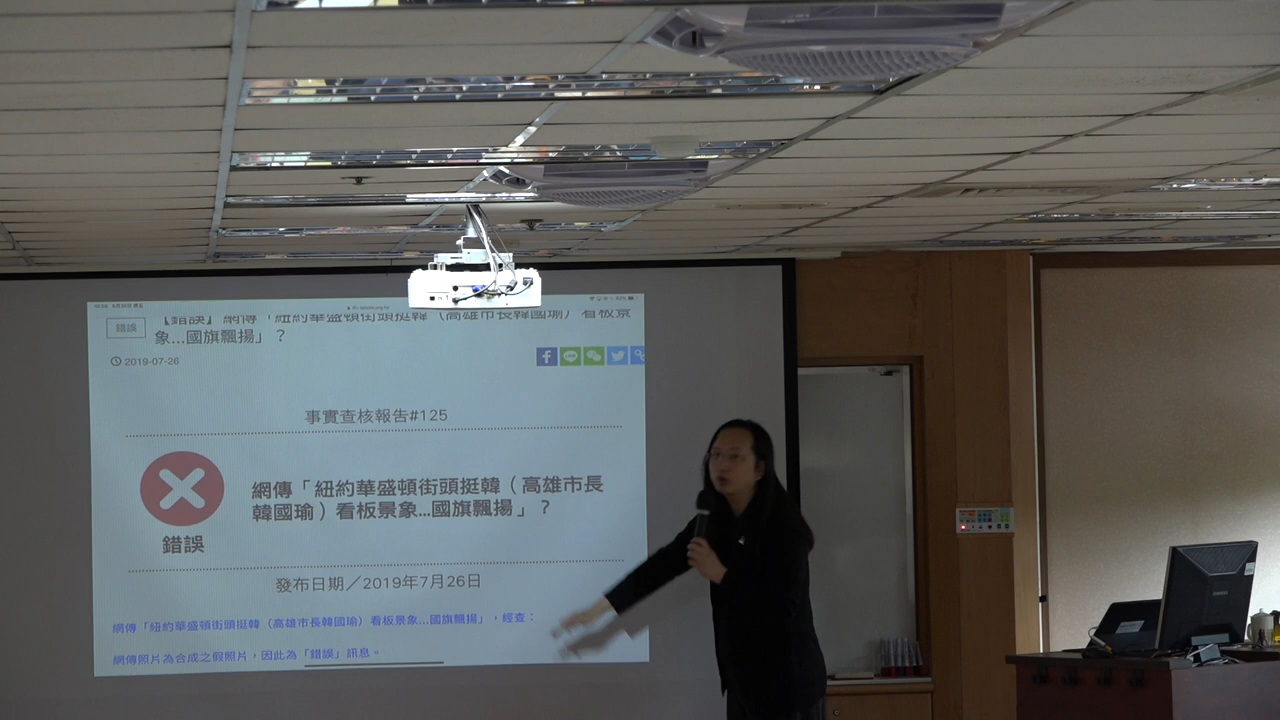 錯誤
【錯誤】網傳「紐約華盛頓街頭挺韓（高雄市長韓國瑜）看板景
象...國旗飄揚」？
2019-07-26
事實查核報告#125
網傳「紐約華盛頓街頭挺韓（高雄市長
韓國瑜）看板景象...國旗飄揚」？
錯誤
發布日期／2019年7月26日
網傳「紐約華盛頓街頭挺韓（高雄市長韓國瑜）看板景象...國旗飄揚」，經查：
網傳照片為合成之假照片，因此為「錯誤」訊息。